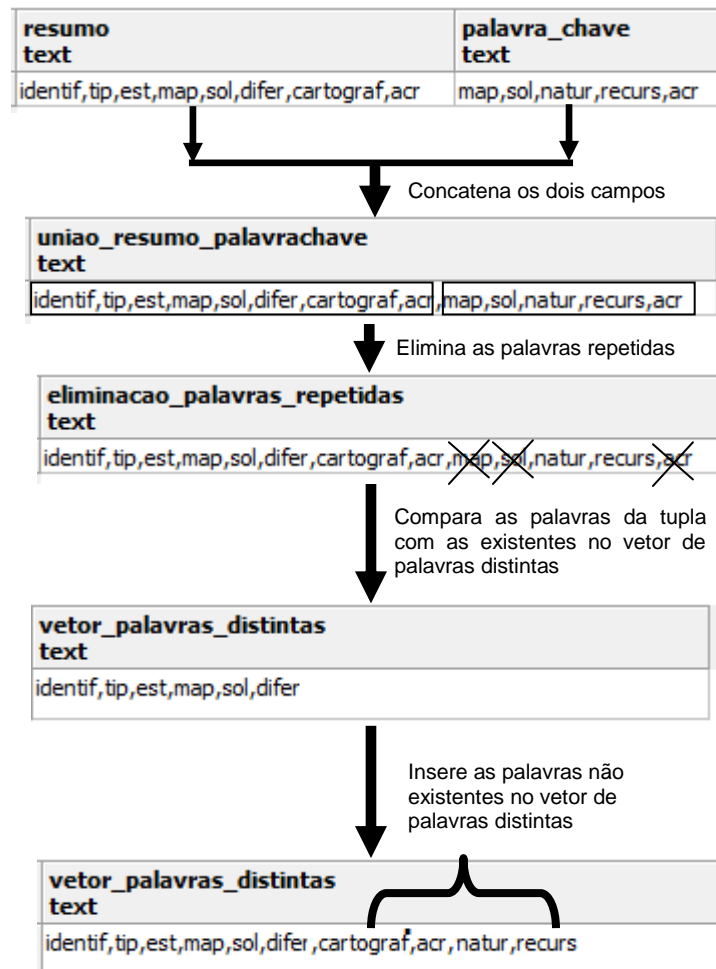 resumo palavra_chave
text text
identif,tip,est,map,sol,difer,cartograf,acr map,sol,natur,recurs,acr
Concatena os dois campos
uniao_resumo_palavrachave
text
identif,tip,est,map,sol,difer,cartograf,acr,map,sol,natur,recurs,acr
Elimina as palavras repetidas
eliminacao_palavras_repetidas
text
identif,tip,est,map,sol,difer,cartograf,acr,map,sol,natur,recurs,acr
Compara as palavras da tupla
com as existentes no vetor de
palavras distintas
vetor_palavras_distintas
text
identif,tip,est,map,sol,difer
Insere as palavras não
existentes no vetor de
palavras distintas
vetor_palavras_distintas
text
identif,tip,est,map,sol,difer,cartograf,acr,natur,recurs